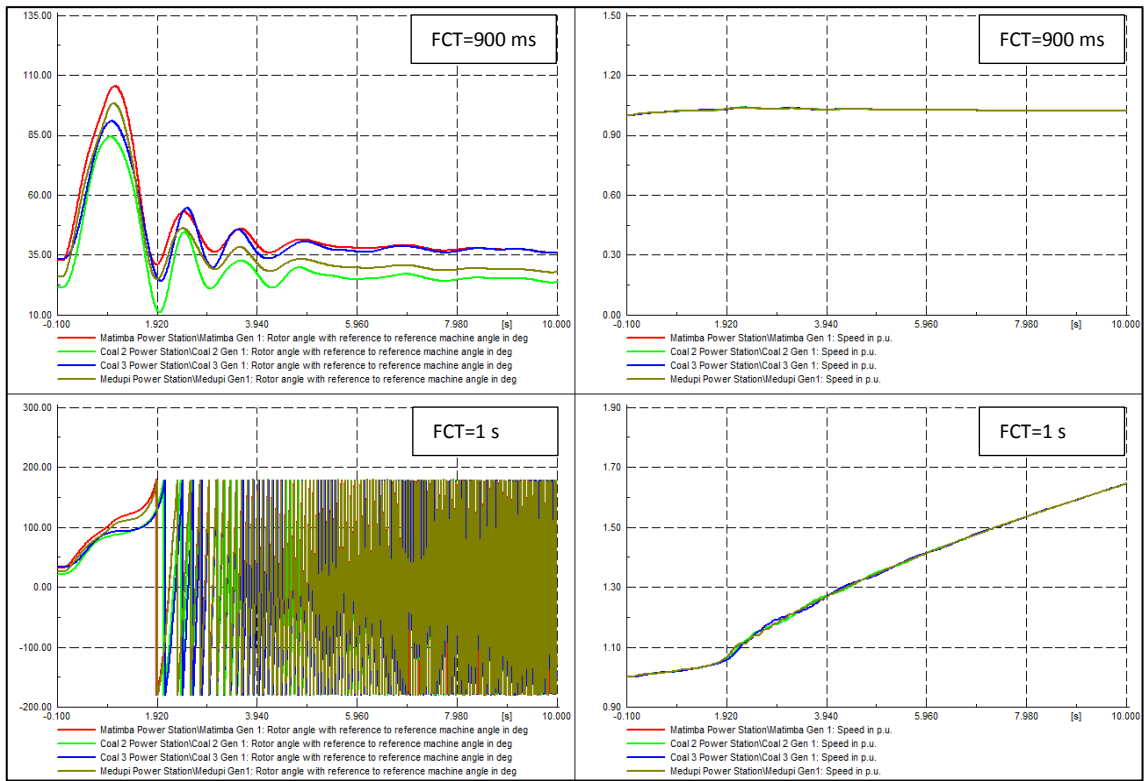 135.00
FCT=900 ms
110.00
85.00
60.00
35.00
10.00
-0.100 1.920 3.940 5.960 7.980 [s] 10.000
Matimba Power Station\Matimba Gen 1: Rotor angle with reference to reference machine angle in deg
Coal 2 Power Station\Coal 2 Gen 1: Rotor angle with reference to reference machine angle in deg
Coal 3 Power Station\Coal 3 Gen 1: Rotor angle with reference to reference machine angle in deg
Medupi Power Station\Medupi Gen1: Rotor angle with reference to reference machine angle in deg
1.50
FCT=900 ms
1.20
0.90
0.60
0.30
0.00
-0.100 1.920 3.940 5.960 7.980 [s] 10.000
Matimba Power Station\Matimba Gen 1: Speed in p.u.
Coal 2 Power Station\Coal 2 Gen 1: Speed in p.u.
Coal 3 Power Station\Coal 3 Gen 1: Speed in p.u.
Medupi Power Station\Medupi Gen1: Speed in p.u.
300.00
FCT=1 s
200.00
100.00
0.00
-100.00
-200.00
-0.100 1.920 3.940 5.960 7.980 [s] 10.000
Matimba Power Station\Matimba Gen 1: Rotor angle with reference to reference machine angle in deg
Coal 2 Power Station\Coal 2 Gen 1: Rotor angle with reference to reference machine angle in deg
Coal 3 Power Station\Coal 3 Gen 1: Rotor angle with reference to reference machine angle in deg
Medupi Power Station\Medupi Gen1: Rotor angle with reference to reference machine angle in deg
1.90
FCT=1 s
1.70
1.50
1.30
1.10
0.90
-0.100 1.920 3.940 5.960 7.980 [s] 10.000
Matimba Power Station\Matimba Gen 1: Speed in p.u.
Coal 2 Power Station\Coal 2 Gen 1: Speed in p.u.
Coal 3 Power Station\Coal 3 Gen 1: Speed in p.u.
Medupi Power Station\Medupi Gen1: Speed in p.u.